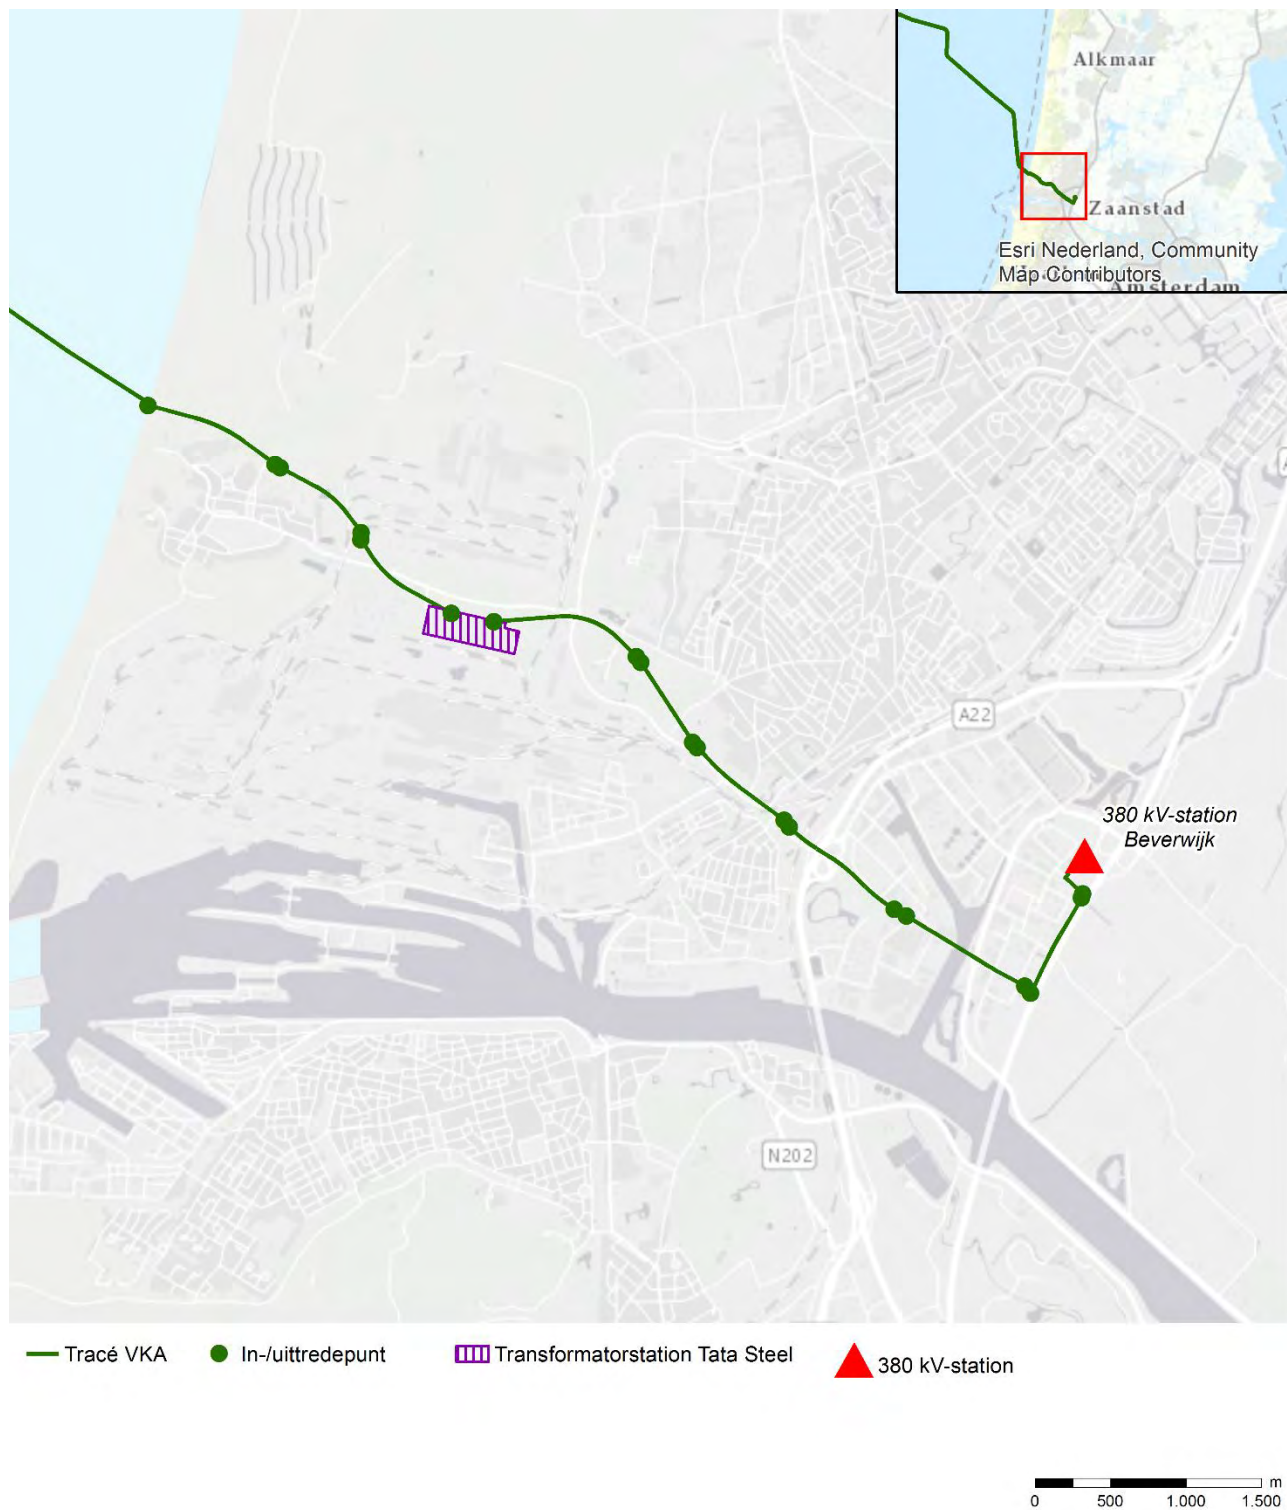 Alkmaar
Zaanstad
Esri Nederland, Community
Map Contributors
Amsterdam
A22
380 kV-station
Beverwijk
N202
Tracé VKA
In-/uittredepunt
Transformatorstation Tata Steel
380 kV-station
m
0 500 1.000 1.500